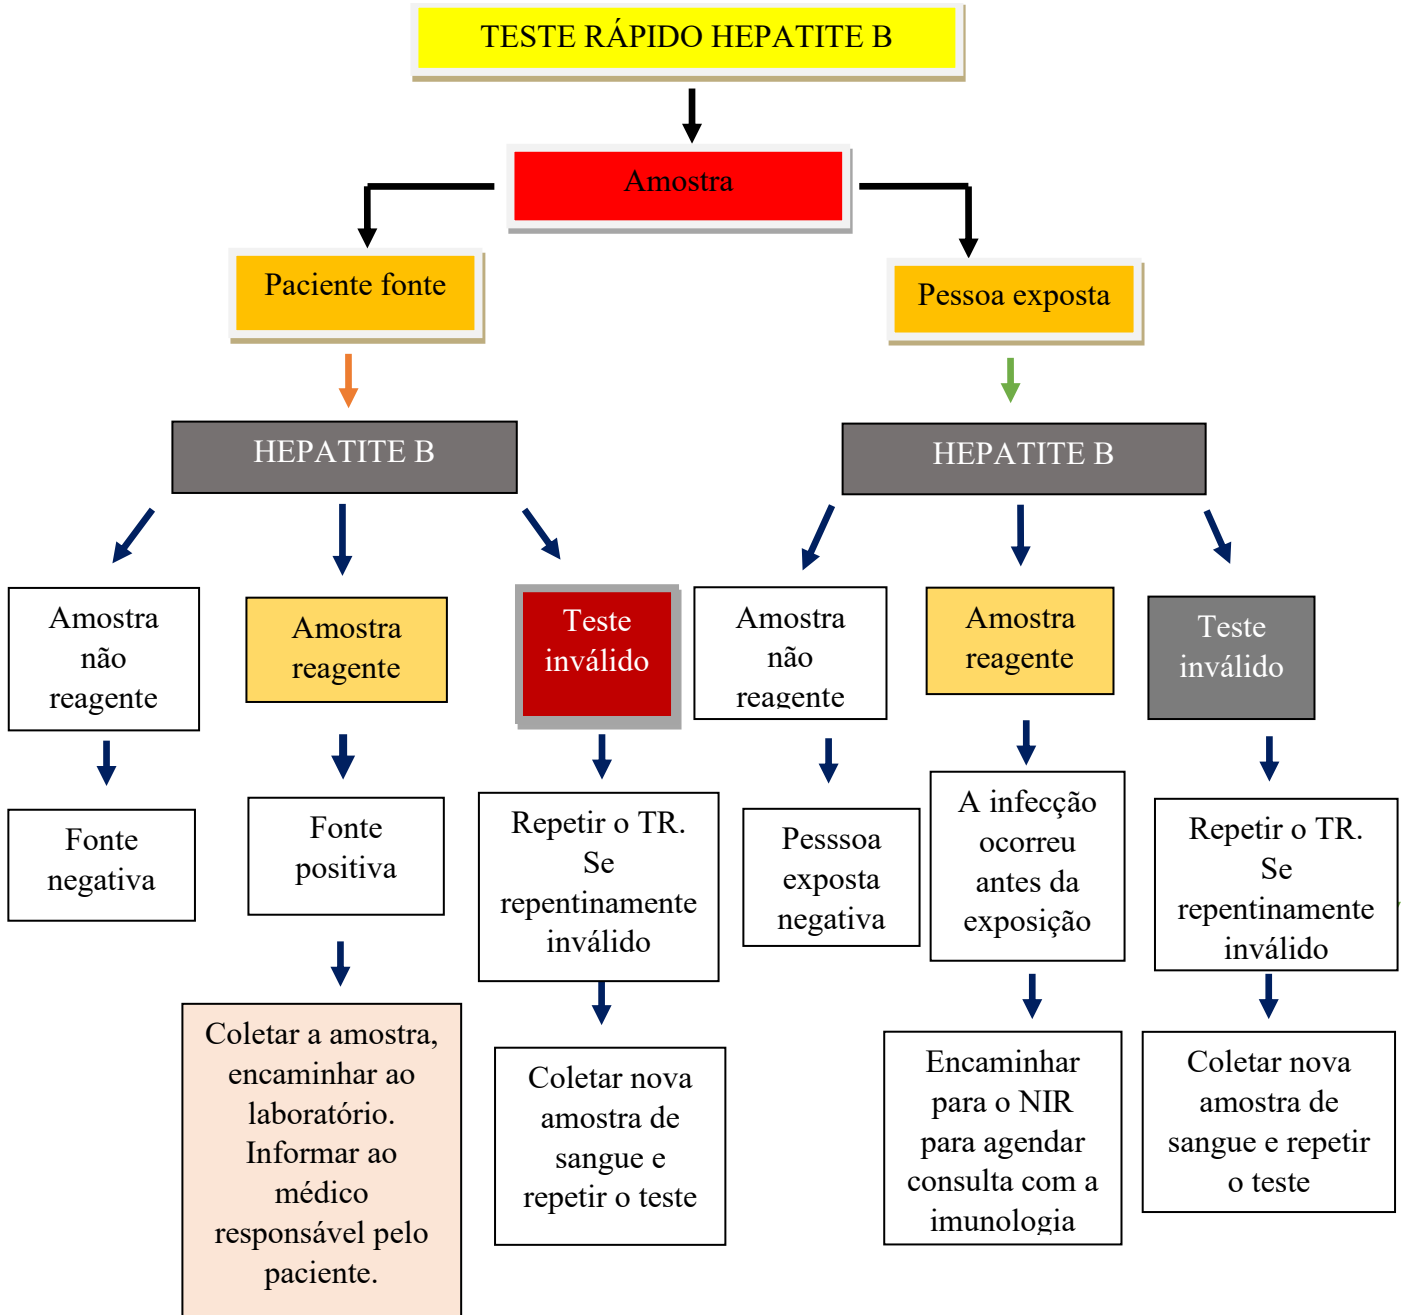 TESTE RÁPIDO HEPATITE B
Amostra
Paciente fonte
Pessoa exposta
HEPATITE B
HEPATITE B
Amostra
não
reagente
Amostra
reagente
Teste
inválido
Amostra
não
reagente
Amostra
reagente
Teste
inválido
Fonte
negativa
Fonte
positiva
Repetir o TR.
Se
repentinamente
inválido
Pesssoa
exposta
negativa
A infecção
ocorreu
antes da
exposição
Repetir o TR.
Se
repentinamente
inválido
Coletar a amostra,
encaminhar ao
laboratório.
Informar ao
médico
responsável pelo
paciente.
Coletar nova
amostra de
sangue e
repetir o teste
Encaminhar
para o NIR
para agendar
consulta com a
imunologia
Coletar nova
amostra de
sangue e repetir
o teste